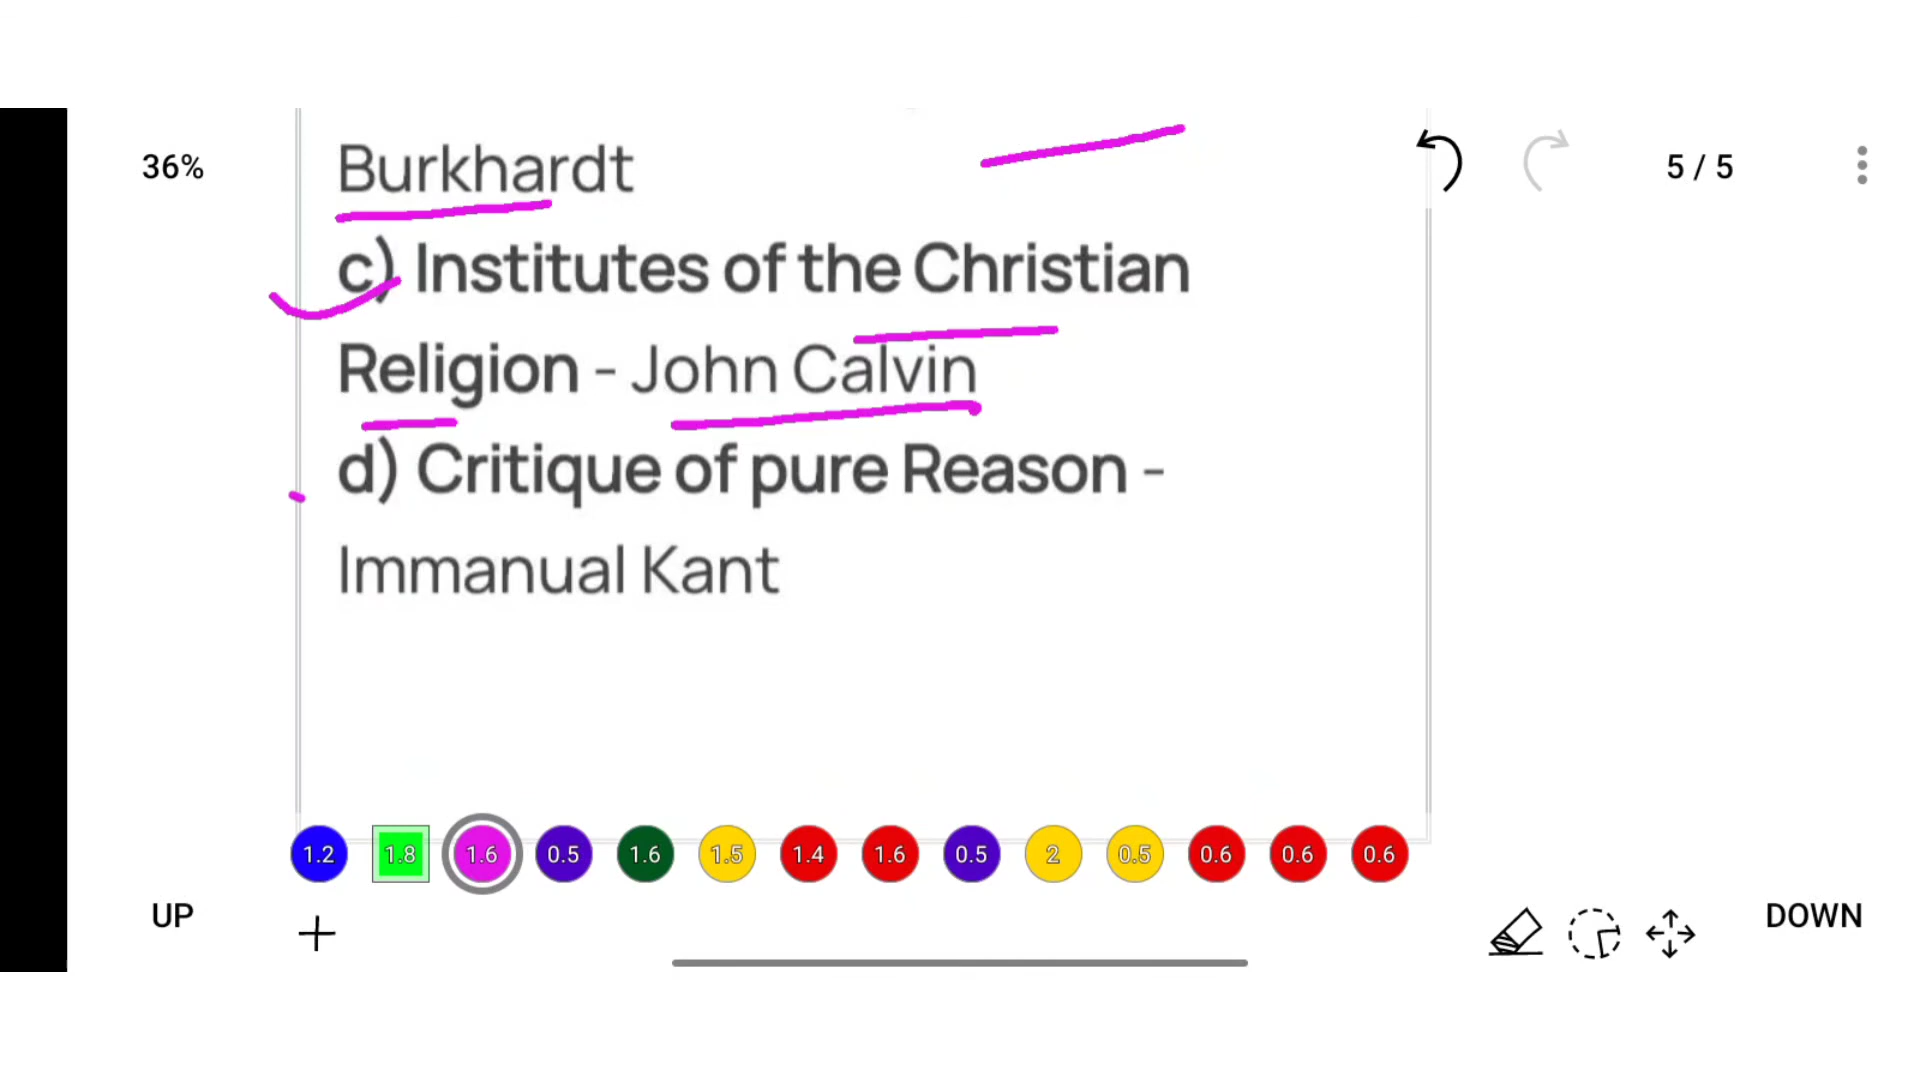 36%
Burkhardt
5 / 5
c) Institutes of the Christian
Religion - John Calvin
d) Critique of pure Reason -
Immanual Kant
1.2 1.8 1.6 0.5 1.6 1.5 1.4 1.6 0.5 2 0.5 0.6 0.6 0.6
UP
DOWN